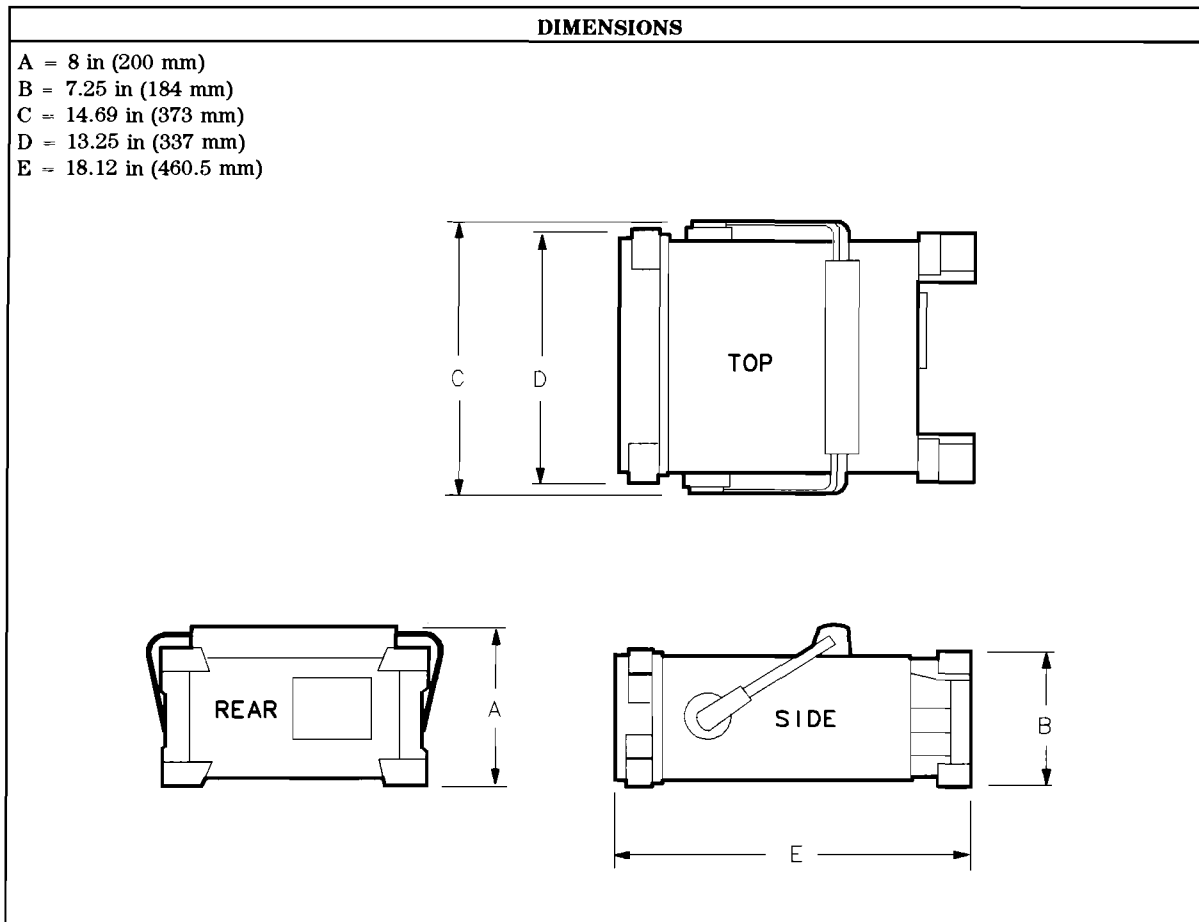 DIMENSIONS
A = 8 in (200 mm)
B = 7.25 in (184 mm)
C = 14.69 in (373 mm)
D = 13.25 in (337 mm)
E = 18.12 in (460.5 mm)
C
D
TOP
REAR
A
SIDE
B
E